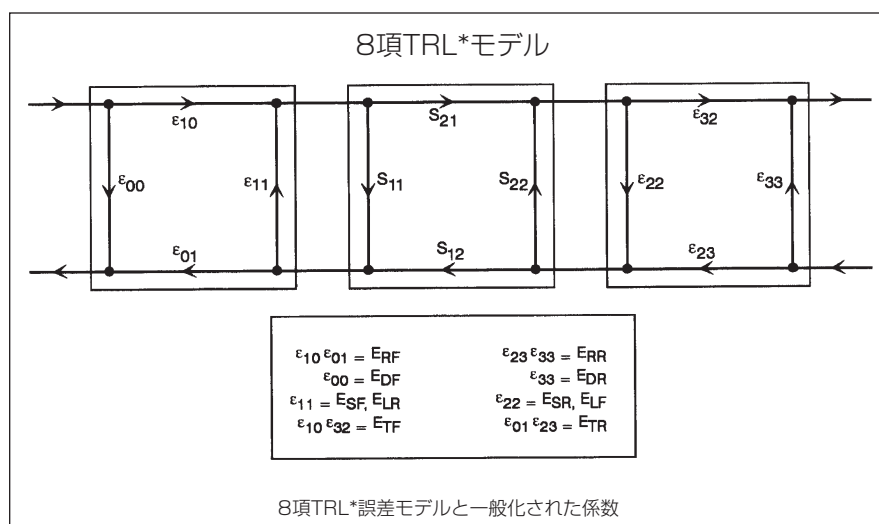 8項TRL*モデル
ε10 S21 ε32
ε00 ε11 S11 S22 ε22 ε33
ε01 S12 ε23
ε10 ε01 = ERF ε23 ε33 = ERR
ε00 = EDF ε33 = EDR
ε11 = ESF, ELR ε22 = ESR, ELF
ε10 ε32 = ETF ε01 ε23 = ETR
8項TRL*誤差モデルと一般化された係数